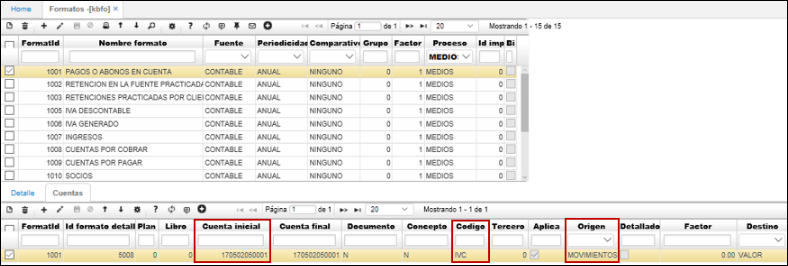 Home Formatos -[kbfo] ×
Página 1 de 1 20 Mostrando 1 - 15 de 15
FormatId Nombre formato Fuente Periodicidad Comparativo Grupo Factor Proceso Id imp Bi
MEDIO
1001 PAGOS O ABONOS EN CUENTA CONTABLE ANUAL NINGUNO 0 1 MEDIOS 0
1002 RETENCION EN LA FUENTE PRACTICADA CONTABLE ANUAL NINGUNO 0 1 MEDIOS 0
1003 RETENCIONES PRACTICADAS POR CLIE CONTABLE ANUAL NINGUNO 0 1 MEDIOS 0
1005 IVA DESCONTABLE CONTABLE ANUAL NINGUNO 0 1 MEDIOS 0
1006 IVA GENERADO CONTABLE ANUAL NINGUNO 0 1 MEDIOS 0
1007 INGRESOS CONTABLE ANUAL NINGUNO 0 1 MEDIOS 0
1008 CUENTAS POR COBRAR CONTABLE ANUAL NINGUNO 0 1 MEDIOS 0
1009 CUENTAS POR PAGAR CONTABLE ANUAL NINGUNO 0 1 MEDIOS 0
1010 SOCIOS CONTABLE ANUAL NINGUNO 0 1 MEDIOS 0
Detalle Cuentas
Página 1 de 1 20 Mostrando 1 - 1 de 1
FormatId Id formato detall Plan Libro Cuenta inicial Cuenta final Documento Concepto Codigo Tercero Aplica Origen Detallado Factor Destino
1001 5008 0 0 170502050001 170502050001 N N IVC 0 MOVIMIENTOS 0.00 VALOR